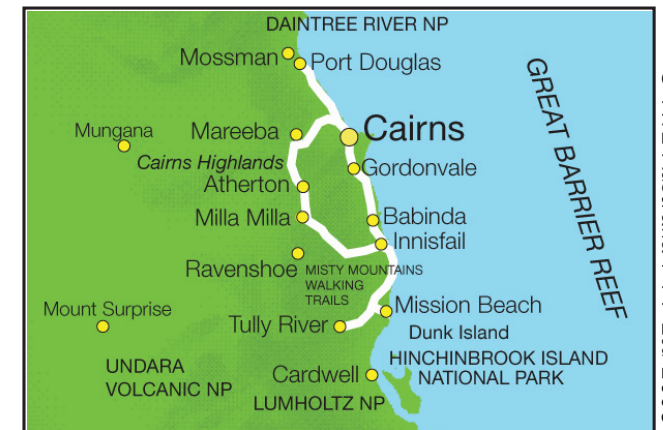 DAINTREE RIVER NP
Mossman
Port Douglas
GREAT BARRIER REEF
Mungana
Mareeba
Cairns
Cairns Highlands
Gordonvale
Atherton
Milla Milla
Babinda
Innisfail
Ravenshoe
MISTY MOUNTAINS
WALKING
TRAILS
Mount Surprise
Mission Beach
Tully River
Dunk Island
UNDARA
VOLCANIC NP
HINCHINBROOK ISLAND
NATIONAL PARK
Cardwell
LUMHOLTZ NP